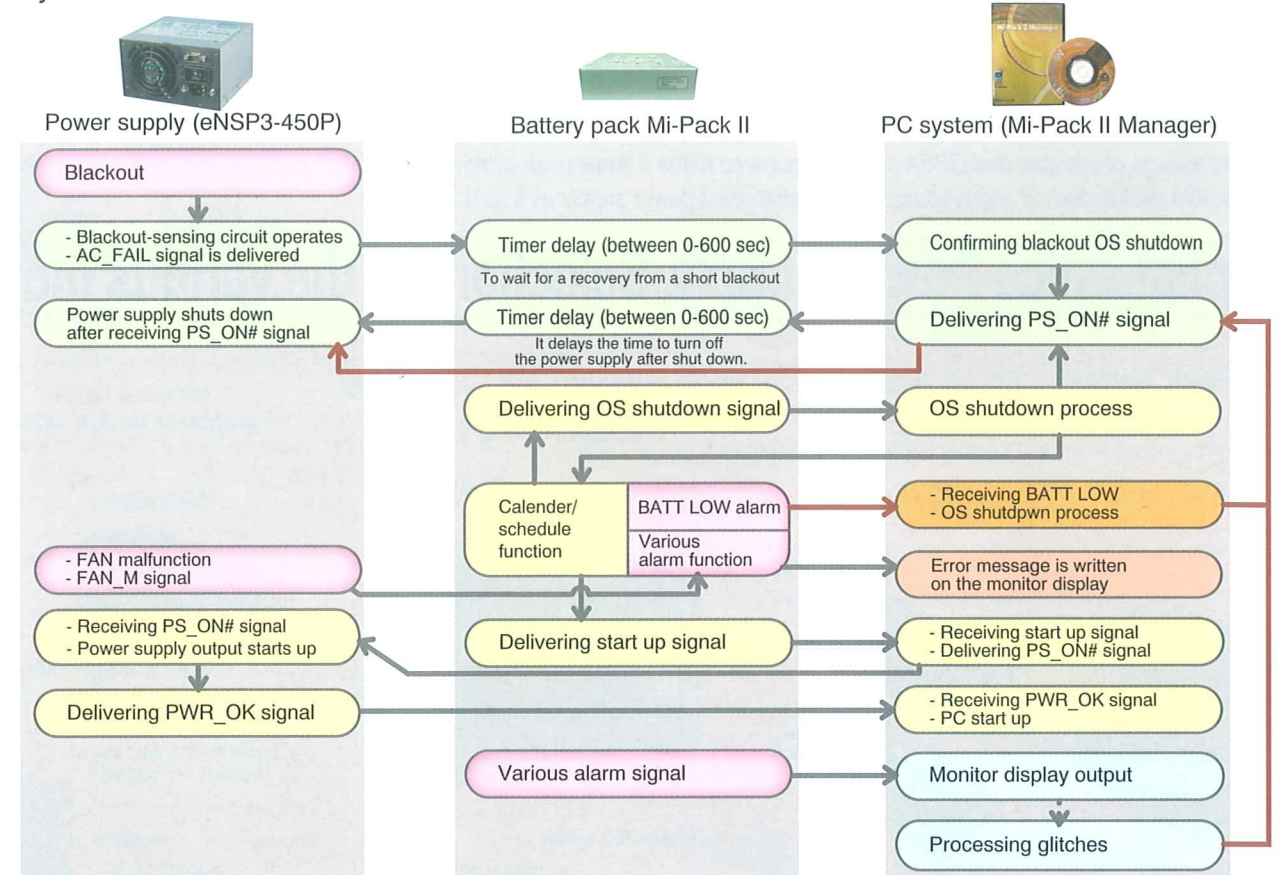 Power supply (eNSP3-450P)
Battery pack Mi-Pack II
PC system (Mi-Pack II Manager)
Blackout
- Blackout-sensing circuit operates
- AC_FAIL signal is delivered
Timer delay (between 0-600 sec)
To wait for a recovery from a short blackout
Confirming blackout OS shutdown
Power supply shuts down
after receiving PS_ON# signal
Timer delay (between 0-600 sec)
It delays the time to turn off
the power supply after shut down.
Delivering PS_ON# signal
Delivering OS shutdown signal
OS shutdown process
Calender/
schedule
function
BATT LOW alarm
Various
alarm function
- Receiving BATT LOW
- OS shutdpwn process
- FAN malfunction
- FAN_M signal
Error message is written
on the monitor display
- Receiving PS_ON# signal
- Power supply output starts up
Delivering start up signal
- Receiving start up signal
- Delivering PS_ON# signal
Delivering PWR_OK signal
- Receiving PWR_OK signal
- PC start up
Various alarm signal
Monitor display output
Processing glitches